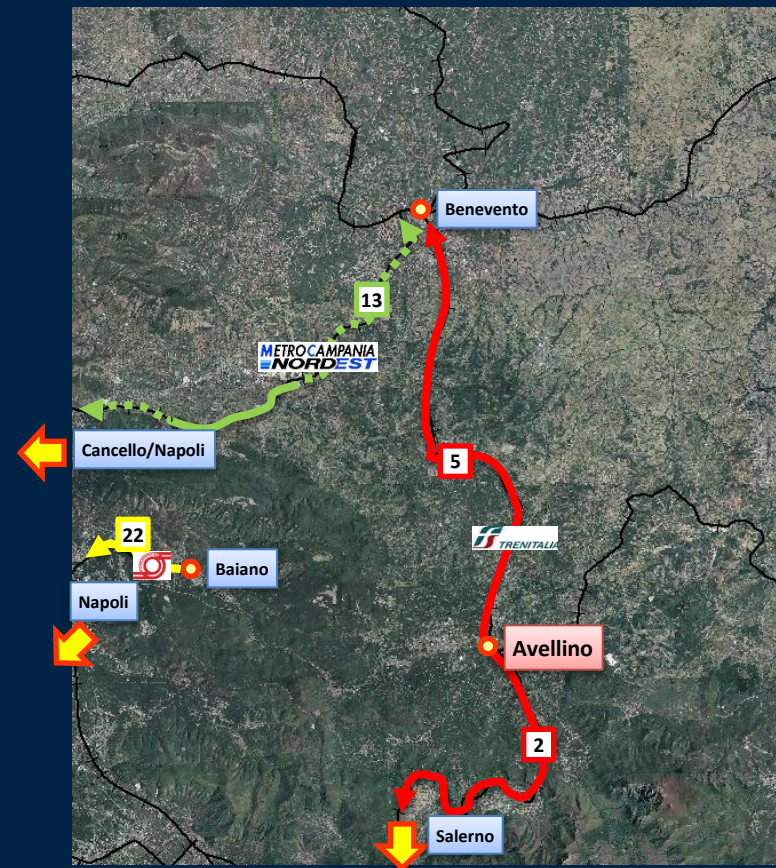 Benevento
13
METROCAMPANIA
NORDEST
Cancello/Napoli
5
22
TRENITALIA
Baiano
Napoli
Avellino
2
Salerno